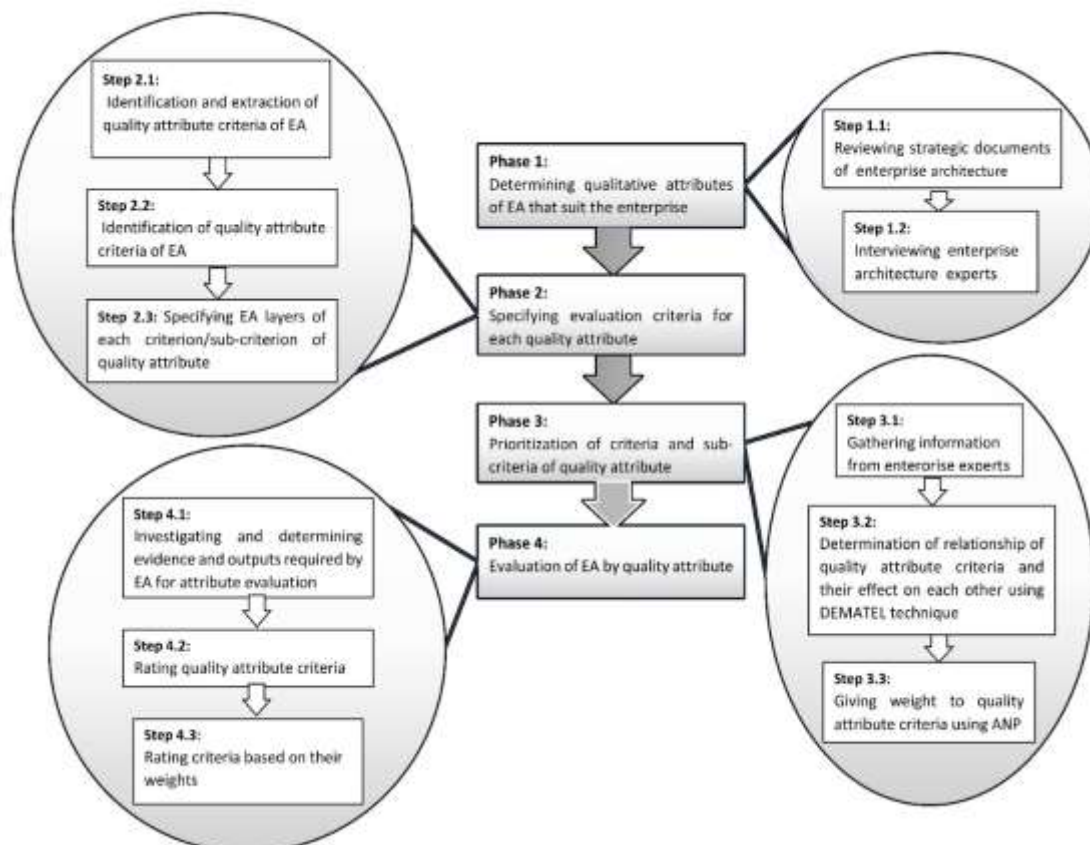 Phase 1:
Determining qualitative attributes
of EA that suit the enterprise
Step 1.1:
Reviewing strategic documents
of enterprise architecture
Step 1.2:
Interviewing enterprise
architecture experts
Phase 2:
Specifying evaluation criteria for
each quality attribute
Step 2.1:
Identification and extraction of
quality attribute criteria of EA
Step 2.2:
Identification of quality attribute
criteria of EA
Step 2.3: Specifying EA layers of
each criterion/sub-criterion of
quality attribute
Phase 3:
Prioritization of criteria and sub-
criteria of quality attribute
Step 3.1:
Gathering information
from enterprise experts
Step 3.2:
Determination of relationship of
quality attribute criteria and
their effect on each other using
DEMATEL technique
Step 3.3:
Giving weight to quality
attribute criteria using ANP
Phase 4:
Evaluation of EA by quality attribute
Step 4.1:
Investigating and determining
evidence and outputs required by
EA for attribute evaluation
Step 4.2:
Rating quality attribute criteria
Step 4.3:
Rating criteria based on their
weights